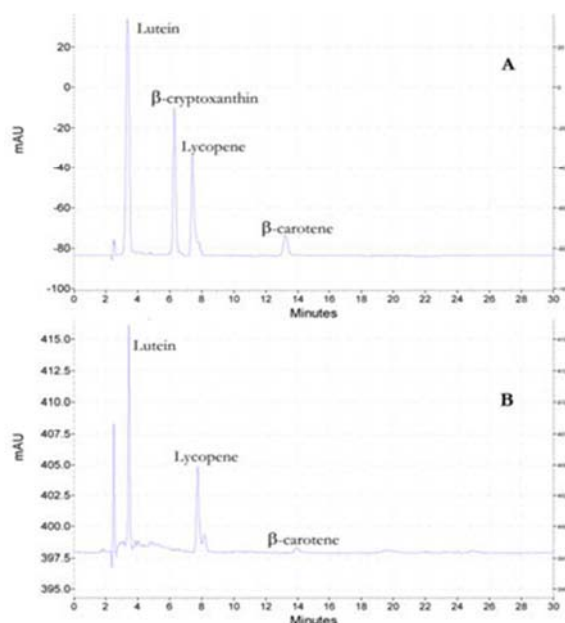 Lutein
20
A
0
β-cryptoxanthin
-20
mAU
Lycopene
-40
-60
β-carotene
-80
-100
0 2 4 6 8 10 12 14 16 18 20 22 24 26 28 30
Minutes
415.0
Lutein
412.5
410.0
B
407.5
mAU
405.0
Lycopene
402.5
400.0
β-carotene
397.5
395.0
0 2 4 6 8 10 12 14 16 18 20 22 24 26 28 30
Minutes